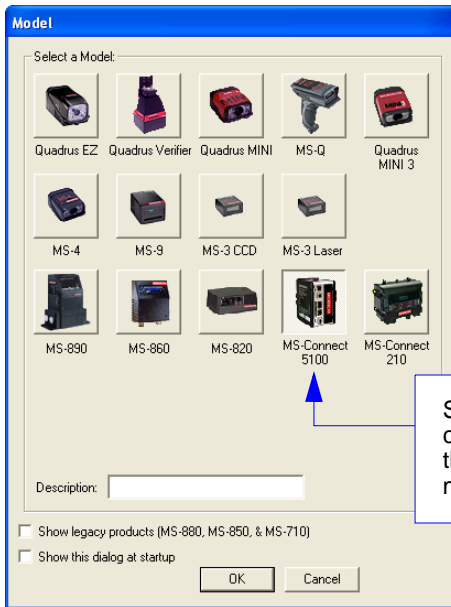 Model
Select a Model:
Quadrus EZ Quadrus Verifier Quadrus MINI MS-Q Quadrus MINI 3
MS-4 MS-9 MS-3 CCD MS-3 Laser
MS-890 MS-860 MS-820 MS-Connect 5100 MS-Connect 210
Description:
Show legacy products (MS-880, MS-850, & MS-710)
Show this dialog at startup
OK Cancel